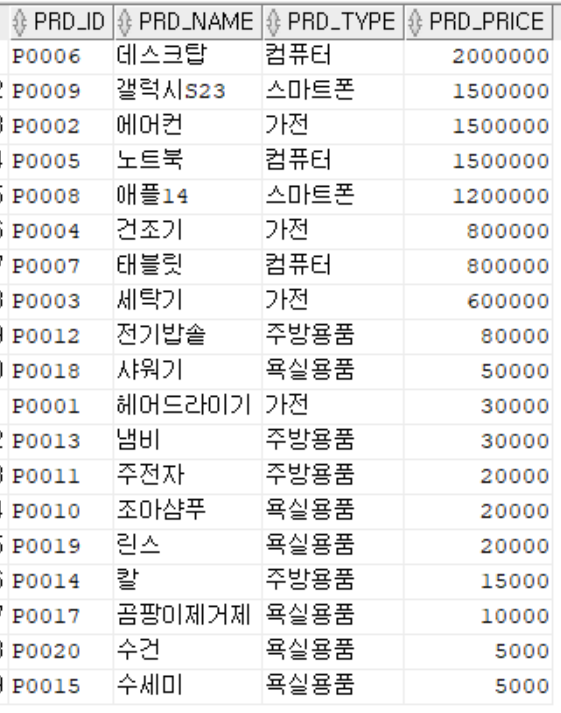 PRD_ID PRD_NAME PRD_TYPE PRD_PRICE
P0006 데스크탑 컴퓨터 2000000
P0009 갤럭시S23 스마트폰 1500000
P0002 에어컨 가전 1500000
P0005 노트북 컴퓨터 1500000
P0008 애플14 스마트폰 1200000
P0004 건조기 가전 800000
P0007 태블릿 컴퓨터 800000
P0003 세탁기 가전 600000
P0012 전기밥솥 주방용품 80000
P0018 샤워기 욕실용품 50000
P0001 헤어드라이기 가전 30000
P0013 냄비 주방용품 30000
P0011 주전자 주방용품 20000
P0010 조아샴푸 욕실용품 20000
P0019 린스 욕실용품 20000
P0014 칼 주방용품 15000
P0017 곰팡이제거제 욕실용품 10000
P0020 수건 욕실용품 5000
P0015 수세미 욕실용품 5000